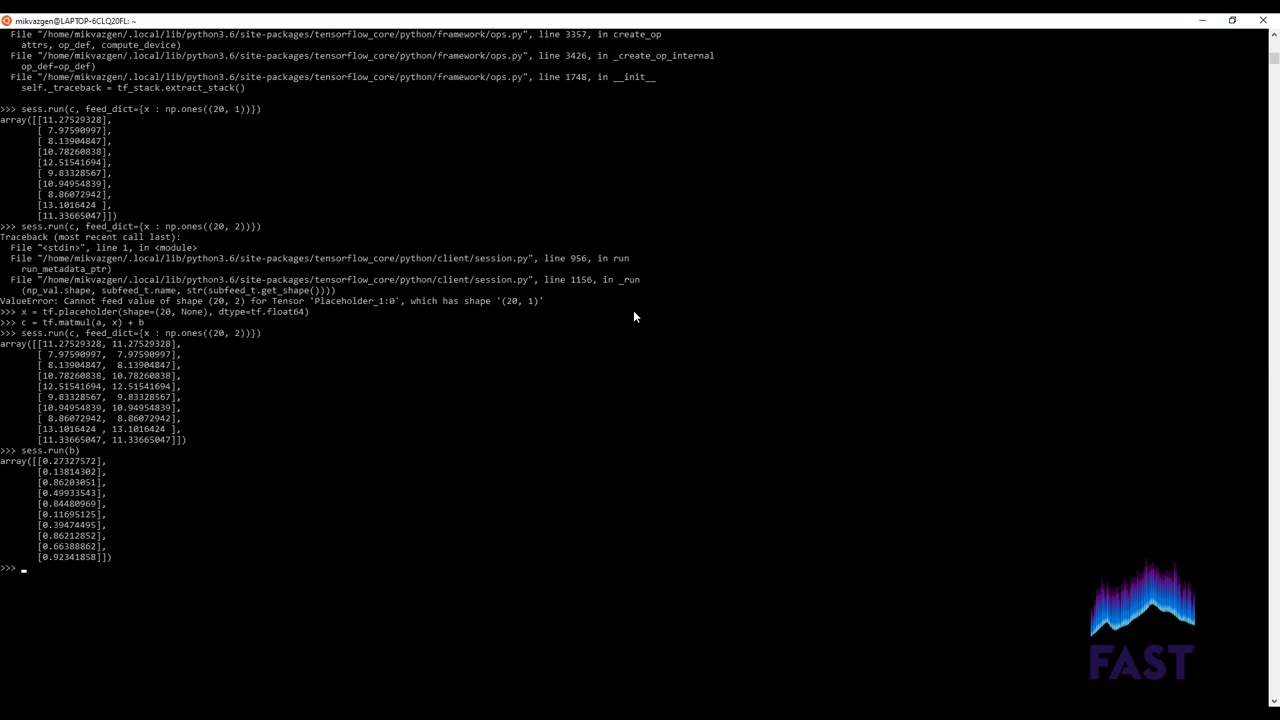 mikvazgen@LAPTOP-6CLQ20FL: ~
File "/home/mikvazgen/.local/lib/python3.6/site-packages/tensorflow_core/python/framework/ops.py", line 3357, in create_op
attrs, op_def, compute_device)
File "/home/mikvazgen/.local/lib/python3.6/site-packages/tensorflow_core/python/framework/ops.py", line 3426, in _create_op_internal
op_def=op_def)
File "/home/mikvazgen/.local/lib/python3.6/site-packages/tensorflow_core/python/framework/ops.py", line 1748, in __init__
self._traceback = tf_stack.extract_stack()
>>> sess.run(c, feed_dict={x : np.ones((20, 1))})
array([[11.27529328],
[ 7.97590997],
[ 8.13904847],
[10.78260838],
[12.51541694],
[ 9.83328567],
[10.94954839],
[ 8.86072942],
[13.1016424 ],
[11.33665047]])
>>> sess.run(c, feed_dict={x : np.ones((20, 2))})
Traceback (most recent call last):
File "<stdin>", line 1, in <module>
File "/home/mikvazgen/.local/lib/python3.6/site-packages/tensorflow_core/python/client/session.py", line 956, in run
run_metadata_ptr)
File "/home/mikvazgen/.local/lib/python3.6/site-packages/tensorflow_core/python/client/session.py", line 1156, in _run
(np_val.shape, subfeed_t.name, str(subfeed_t.get_shape())))
ValueError: Cannot feed value of shape (20, 2) for Tensor 'Placeholder_1:0', which has shape '(20, 1)'
>>> x = tf.placeholder(shape=(20, None), dtype=tf.float64)
>>> c = tf.matmul(a, x) + b
>>> sess.run(c, feed_dict={x : np.ones((20, 2))})
array([[11.27529328, 11.27529328],
[ 7.97590997,  7.97590997],
[ 8.13904847,  8.13904847],
[10.78260838, 10.78260838],
[12.51541694, 12.51541694],
[ 9.83328567,  9.83328567],
[10.94954839, 10.94954839],
[ 8.86072942,  8.86072942],
[13.1016424 , 13.1016424 ],
[11.33665047, 11.33665047]])
>>> sess.run(b)
array([[0.27327572],
[0.13814302],
[0.86203051],
[0.49933543],
[0.84480969],
[0.11695125],
[0.39474495],
[0.86212852],
[0.66388862],
[0.92341858]])
>>>
FAST